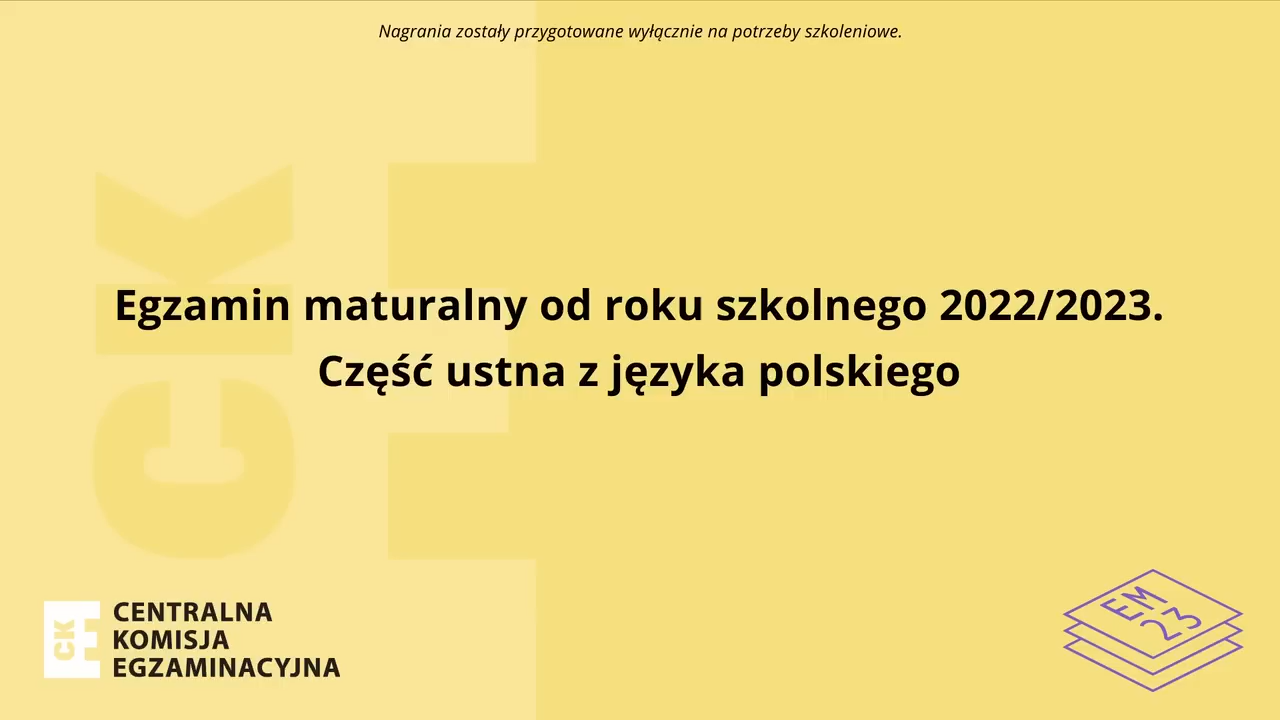 Nagrania zostały przygotowane wyłącznie na potrzeby szkoleniowe.
Egzamin maturalny od roku szkolnego 2022/2023.
Część ustna z języka polskiego
CK
CK
CENTRALNA
KOMISJA
EGZAMINACYJNA
EM
23